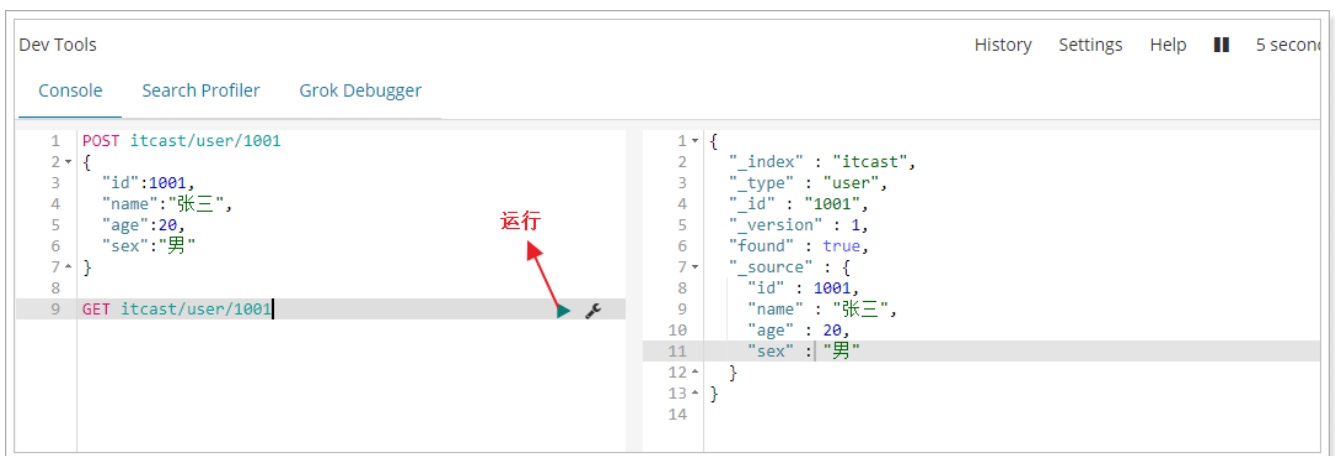 Dev Tools
History Settings Help 5 second
Console Search Profiler Grok Debugger
1 POST itcast/user/1001
2 {
3 "id":1001,
4 "name":"张三",
5 "age":20,
6 "sex":"男"
7 }
8
9 GET itcast/user/1001
运行
1 {
2 "_index" : "itcast",
3 "_type" : "user",
4 "_id" : "1001",
5 "_version" : 1,
6 "found" : true,
7 "_source" : {
8 "id" : 1001,
9 "name" : "张三",
10 "age" : 20,
11 "sex" : "男"
12 }
13 }
14